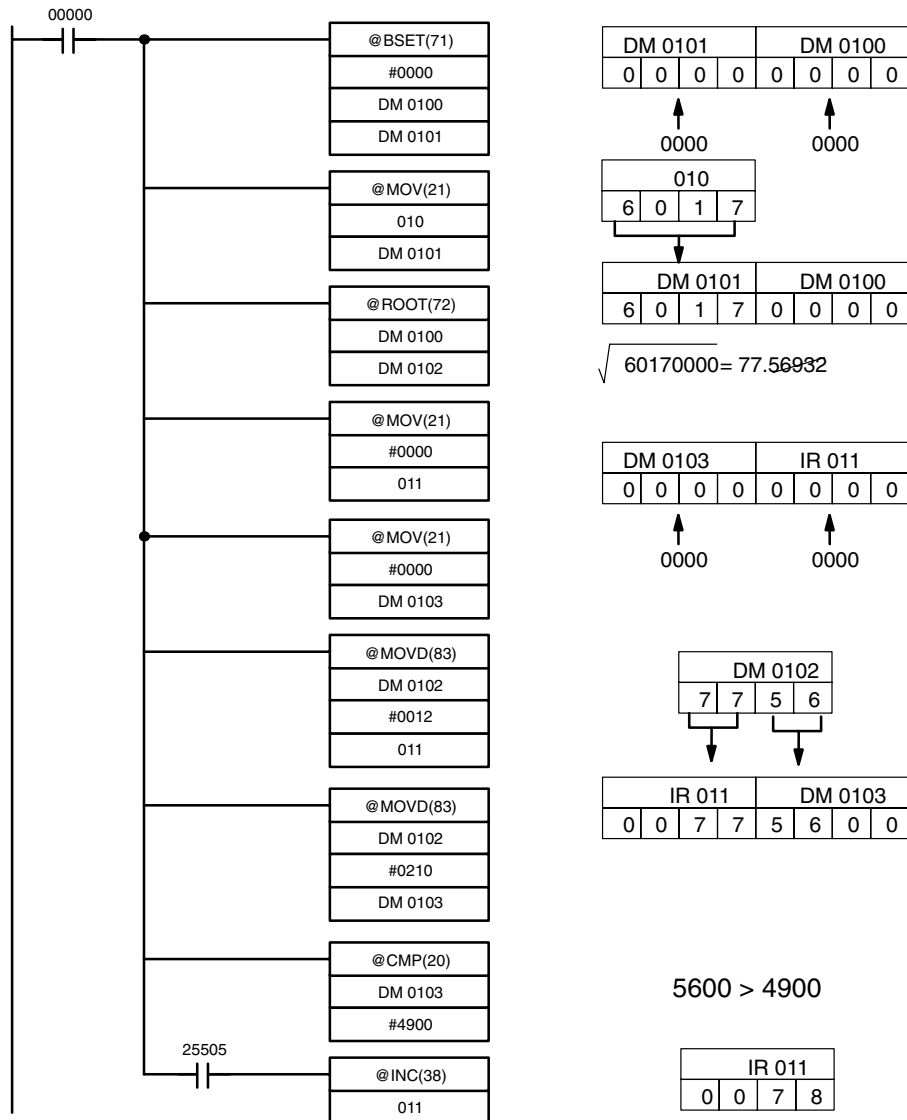 00000
@BSET(71)
#0000
DM 0100
DM 0101
DM 0101 DM 0100
0 0 0 0 0 0 0 0
0000 0000
@MOV(21)
010
DM 0101
010
6 0 1 7
DM 0101 DM 0100
6 0 1 7 0 0 0 0
@ROOT(72)
DM 0100
DM 0102
√60170000= 77.56932
@MOV(21)
#0000
011
DM 0103 IR 011
0 0 0 0 0 0 0 0
0000 0000
@MOV(21)
#0000
DM 0103
@MOVD(83)
DM 0102
#0012
011
DM 0102
7 7 5 6
IR 011 DM 0103
0 0 7 7 5 6 0 0
@MOVD(83)
DM 0102
#0210
DM 0103
@CMP(20)
DM 0103
#4900
5600 > 4900
25505
@INC(38)
011
IR 011
0 0 7 8